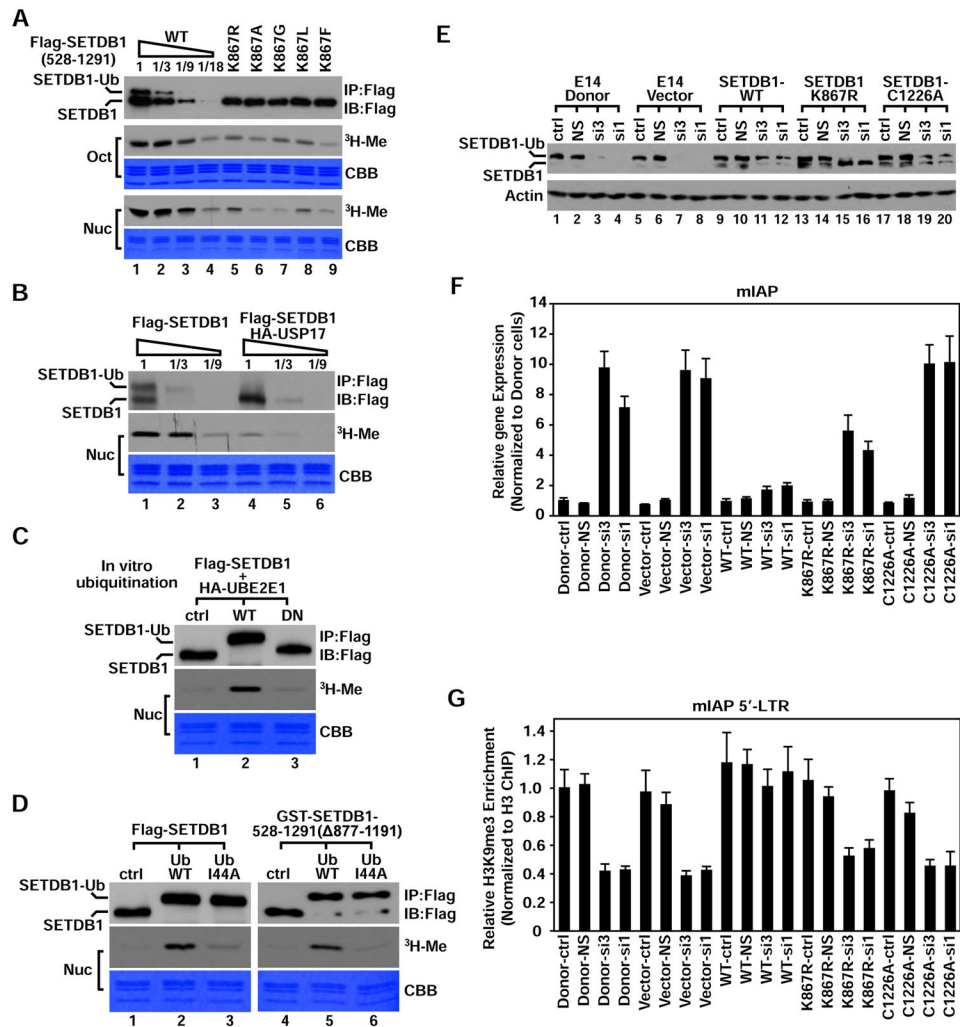 A
Flag-SETDB1
(528-1291)
WT
1 1/3 1/9 1/18
K867R
K867A
K867G
K867L
K867F
SETDB1-Ub
SETDB1
IP:Flag
IB:Flag
Oct
³H-Me
CBB
Nuc
³H-Me
CBB
1 2 3 4 5 6 7 8 9
B
Flag-SETDB1
Flag-SETDB1
HA-USP17
1 1/3 1/9 1 1/3 1/9
SETDB1-Ub
SETDB1
IP:Flag
IB:Flag
Nuc
³H-Me
CBB
1 2 3 4 5 6
C
In vitro
ubiquitination
Flag-SETDB1
+
HA-UBE2E1
ctrl WT DN
SETDB1-Ub
SETDB1
IP:Flag
IB:Flag
Nuc
³H-Me
CBB
1 2 3
D
Flag-SETDB1
GST-SETDB1-
528-1291(Δ877-1191)
ctrl Ub WT Ub I44A ctrl Ub WT Ub I44A
SETDB1-Ub
SETDB1
IP:Flag
IB:Flag
Nuc
³H-Me
CBB
1 2 3 4 5 6
E
E14
Donor
E14
Vector
SETDB1-
WT
SETDB1
K867R
SETDB1-
C1226A
ctrl NS si3 si1 ctrl NS si3 si1 ctrl NS si3 si1 ctrl NS si3 si1 ctrl NS si3 si1
SETDB1-Ub
SETDB1
Actin
1 2 3 4 5 6 7 8 9 10 11 12 13 14 15 16 17 18 19 20
F
mIAP
Relative gene Expression
(Normalized to Donor cells)
14
12
10
8
6
4
2
0
Donor-ctrl
Donor-NS
Donor-si3
Donor-si1
Vector-ctrl
Vector-NS
Vector-si3
Vector-si1
WT-ctrl
WT-NS
WT-si3
WT-si1
K867R-ctrl
K867R-NS
K867R-si3
K867R-si1
C1226A-ctrl
C1226A-NS
C1226A-si3
C1226A-si1
G
mIAP 5′-LTR
Relative H3K9me3 Enrichment
(Normalized to H3 ChIP)
1.4
1.2
1.0
0.8
0.6
0.4
0.2
0
Donor-ctrl
Donor-NS
Donor-si3
Donor-si1
Vector-ctrl
Vector-NS
Vector-si3
Vector-si1
WT-ctrl
WT-NS
WT-si3
WT-si1
K867R-ctrl
K867R-NS
K867R-si3
K867R-si1
C1226A-ctrl
C1226A-NS
C1226A-si3
C1226A-si1